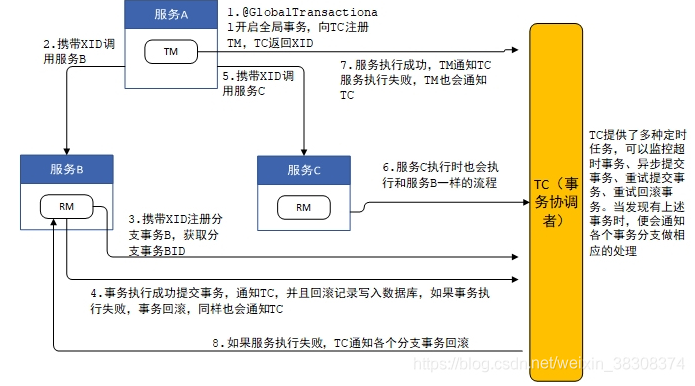 服务A
TM
1.@GlobalTransactiona
l开启全局事务，向TC注册
TM，TC返回XID
2.携带XID调
用服务B
5.携带XID调
用服务C
7.服务执行成功，TM通知TC
服务执行失败，TM也会通知
TC
服务B
RM
服务C
RM
6.服务C执行时也会执
行和服务B一样的流程
3.携带XID注册分
支事务B，获取分
支事务BID
4.事务执行成功提交事务，通知TC，并且回滚记录写入数据库，如果事务执
行失败，事务回滚，同样也会通知TC
8.如果服务执行失败，TC通知各个分支事务回滚
TC（事
务协调
者）
TC提供了多种定时
任务，可以监控超
时事务、异步提交
事务、重试提交事
务、重试回滚事
务。当发现有上述
事务时，便会通知
各个事务分支做相
应的处理
https://blog.csdn.net/weixin_38308374